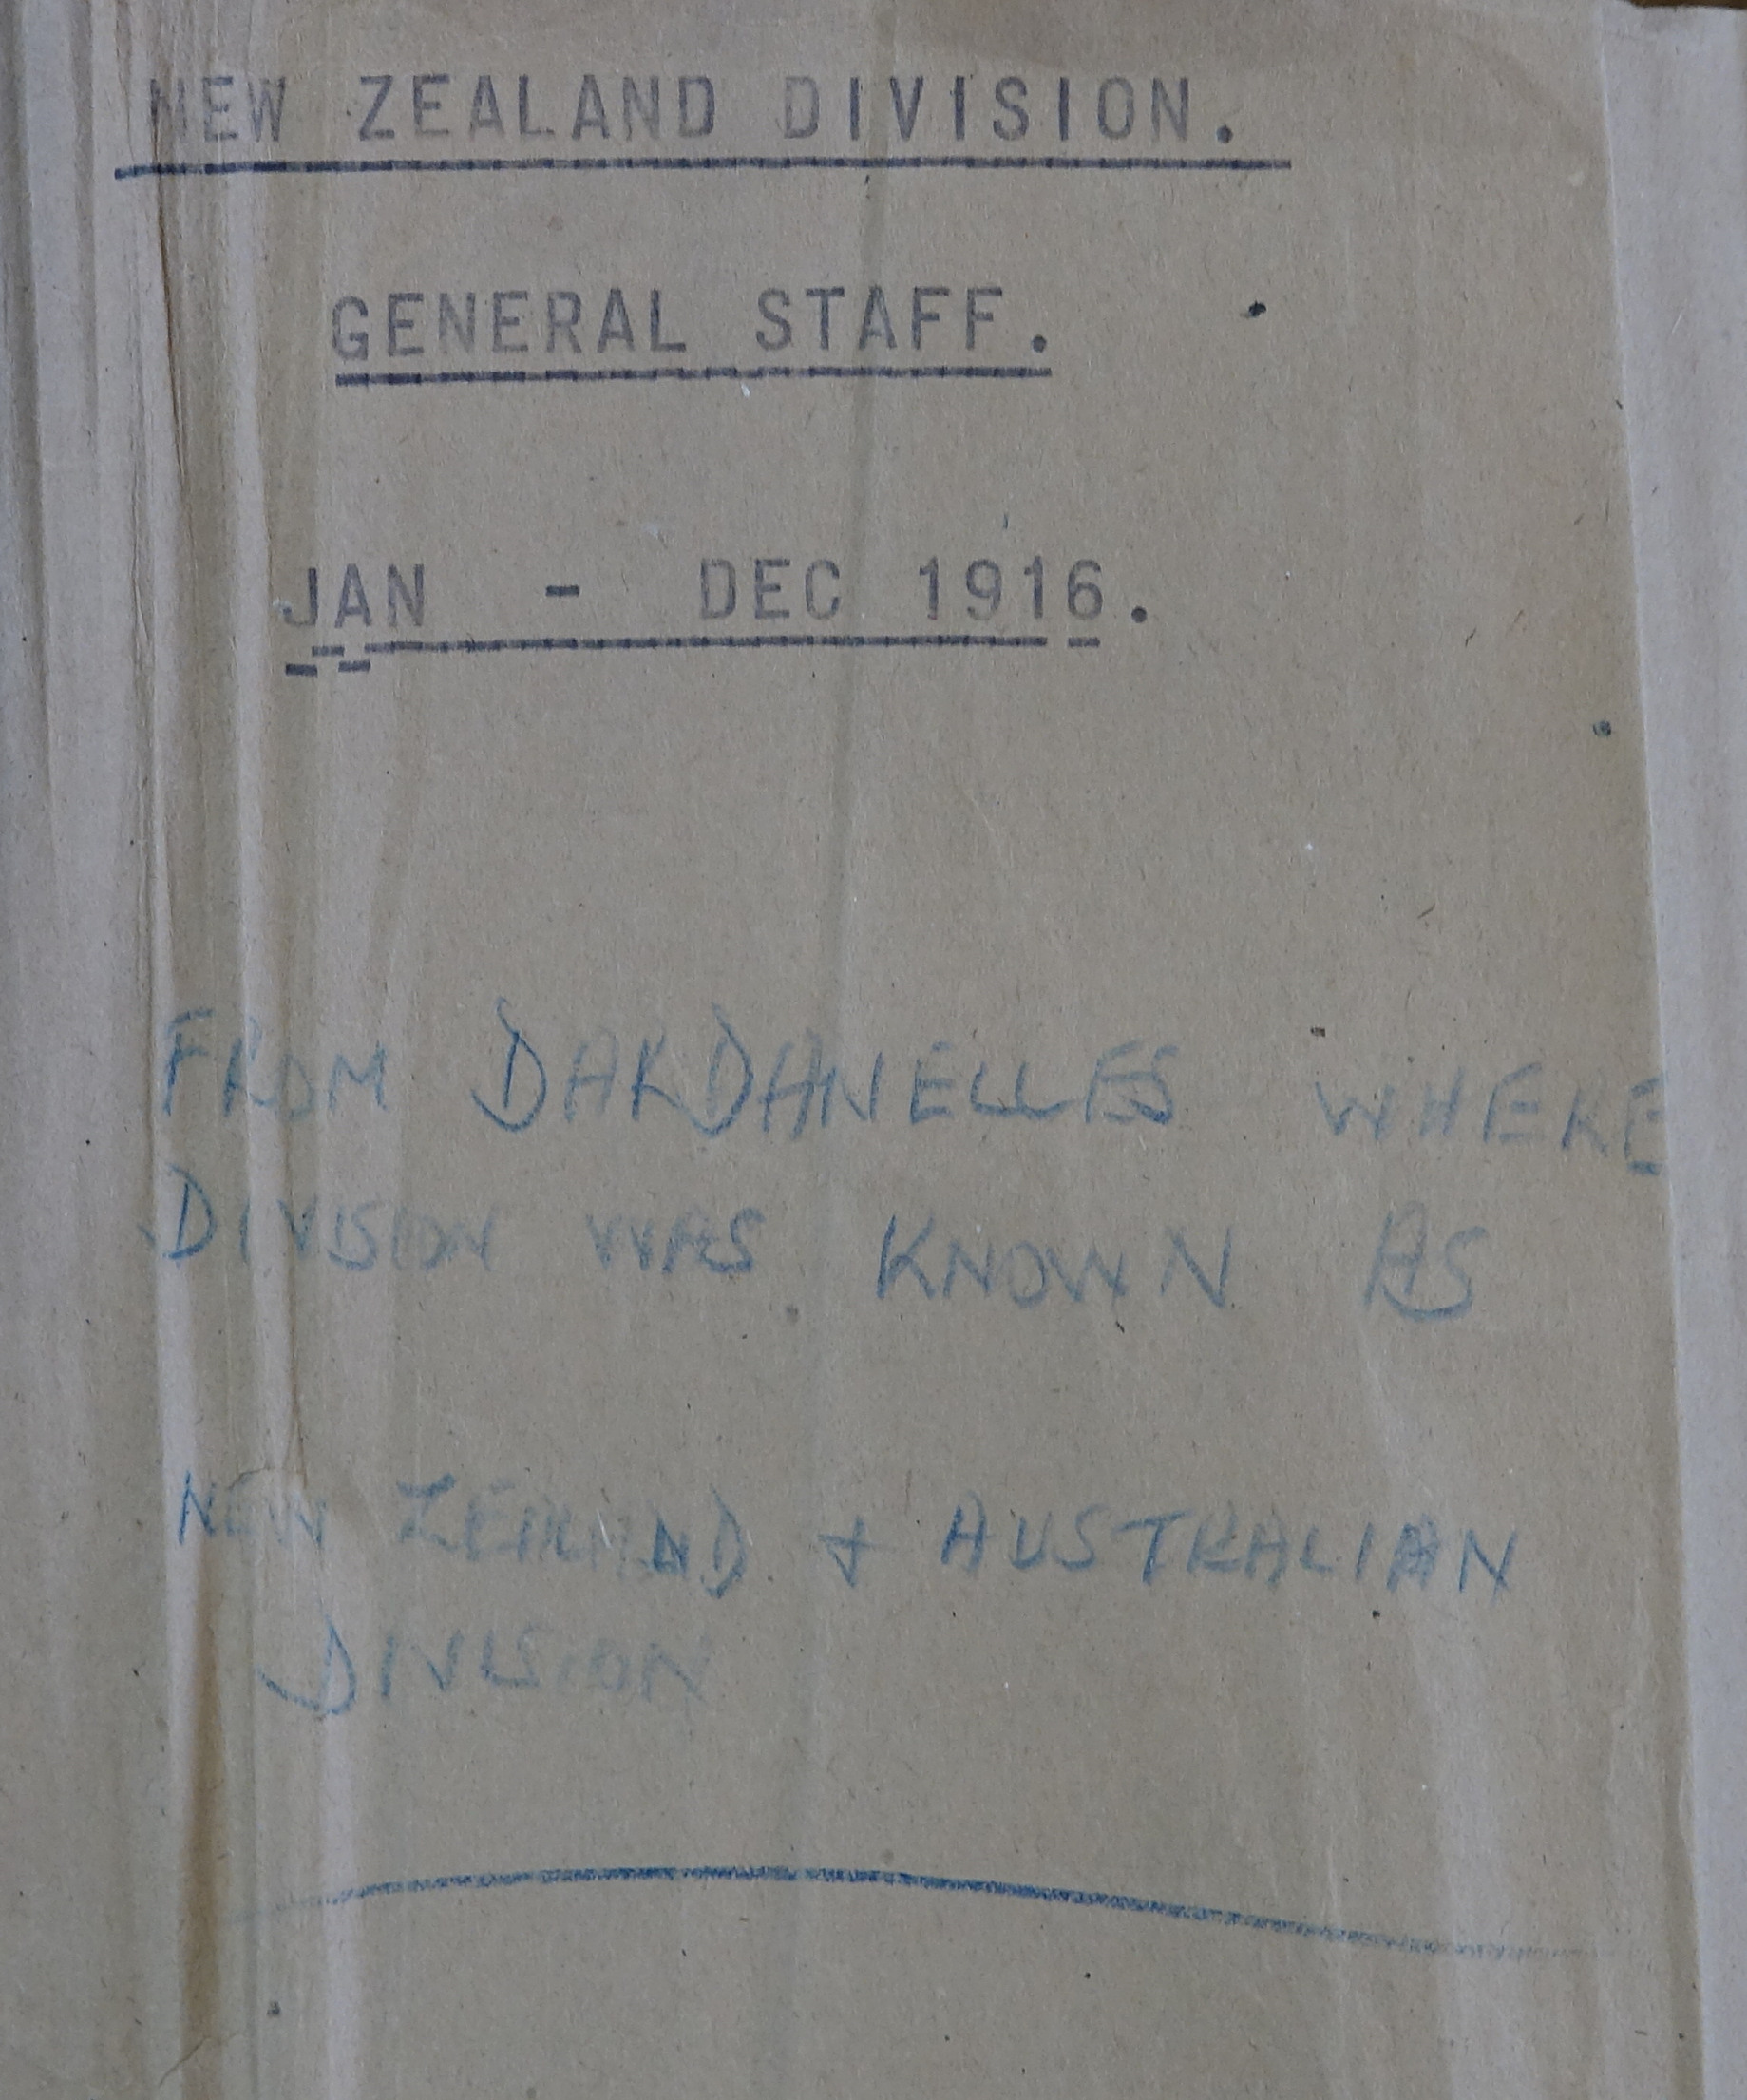 NEW ZEALAND DIVISION.
GENERAL STAFF.
JAN - DEC 1916.
FROM DARDANELLES WHERE
DIVISION WAS KNOWN AS
NEW ZEALAND + AUSTRALIAN
DIVISION